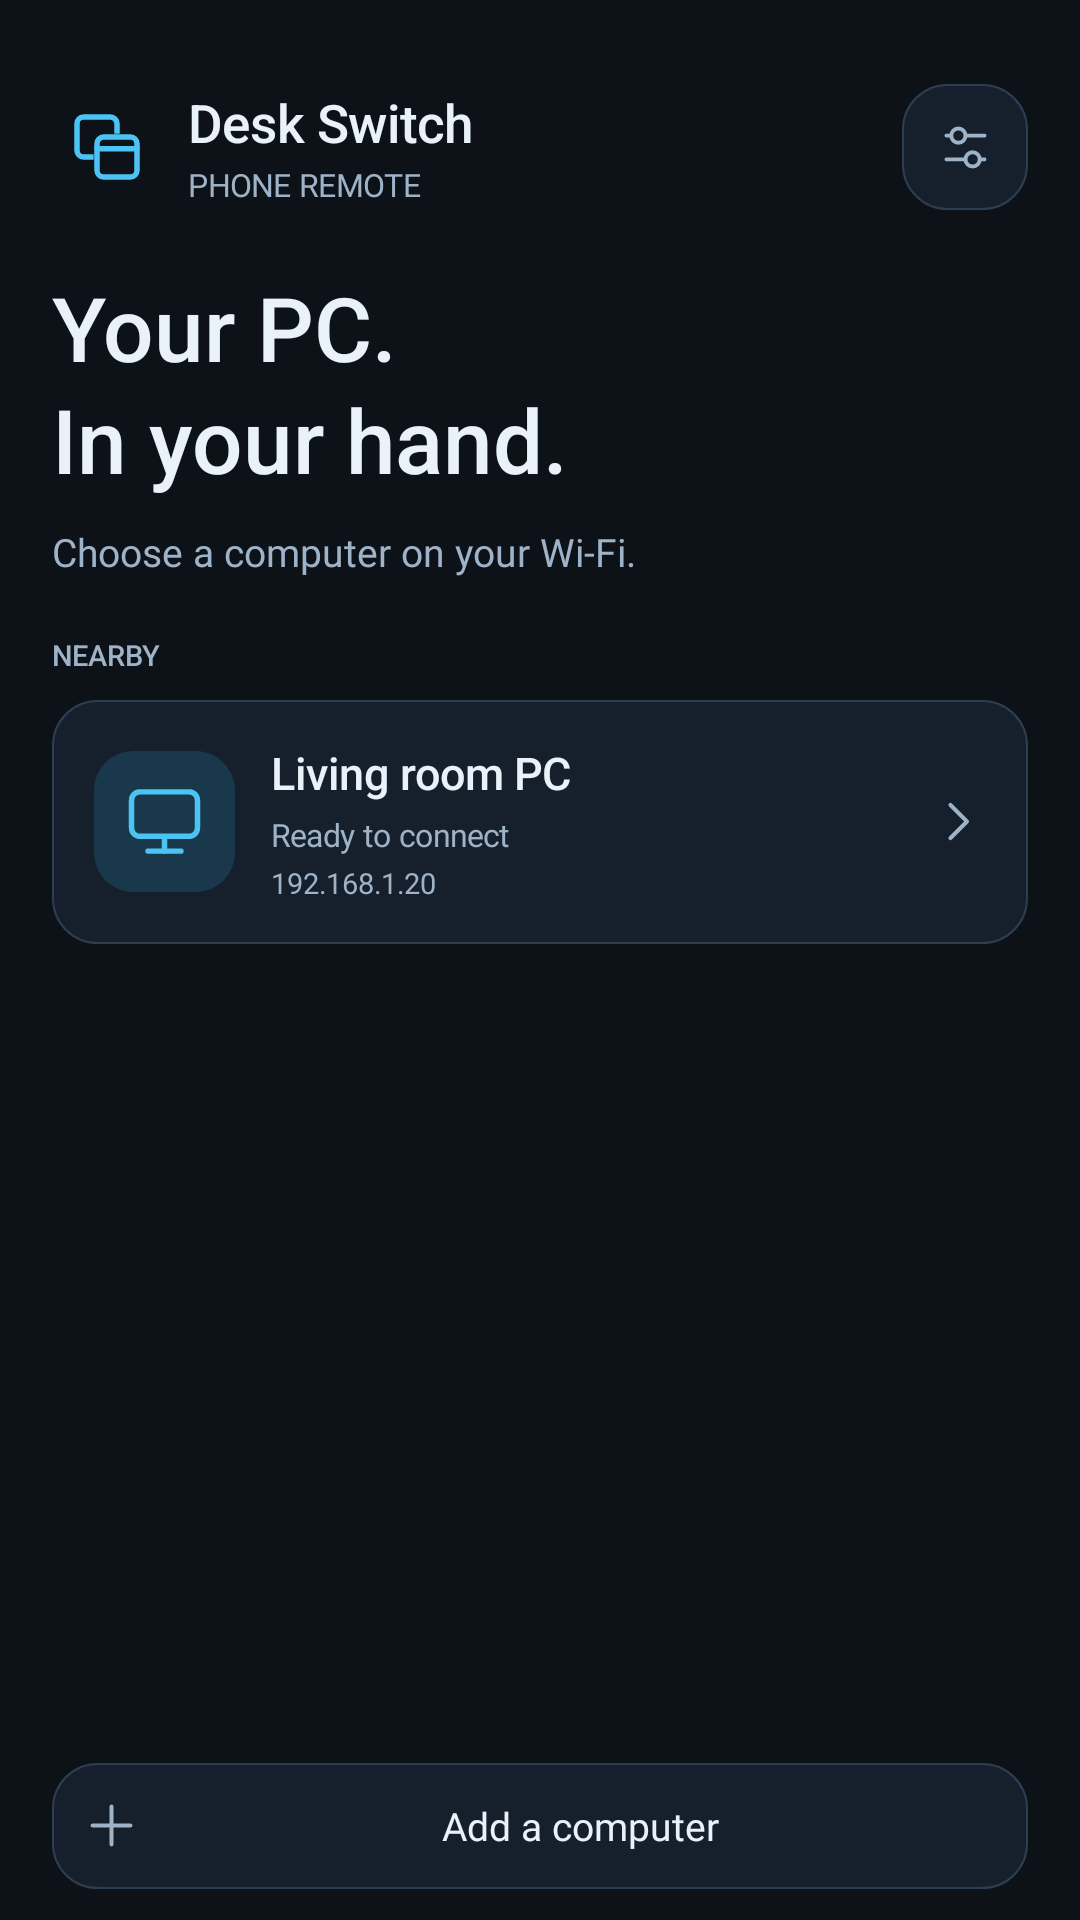 Desk Switch
PHONE REMOTE
Your PC.
In your hand.
Choose a computer on your Wi-Fi.
NEARBY
Living room PC
Ready to connect
192.168.1.20
Add a computer